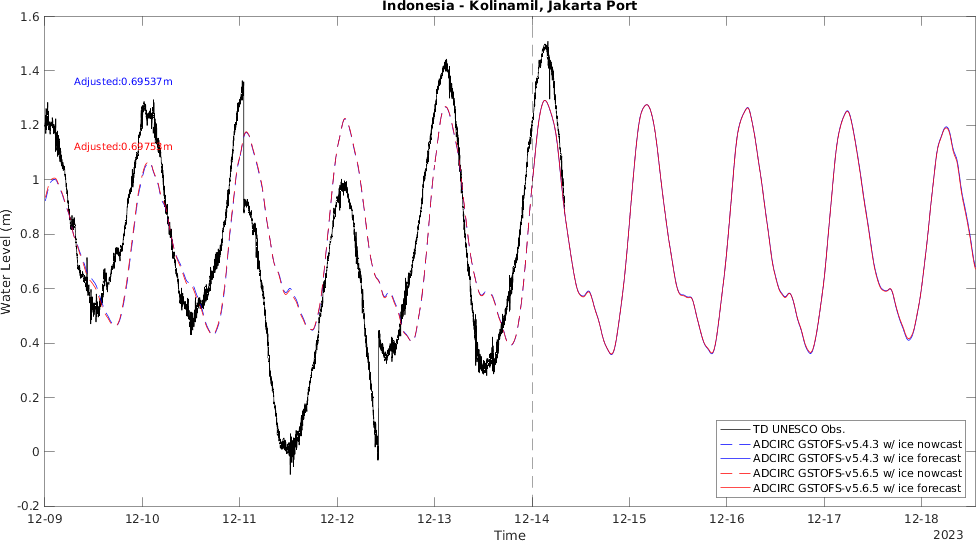 Indonesia - Kolinamil, Jakarta Port
1.6
1.4
1.2
1
0.8
0.6
0.4
0.2
0
-0.2
Water Level (m)
Adjusted:0.69537m
TD UNESCO Obs.
ADCIRC GSTOFS-v5.4.3 w/ ice nowcast
ADCIRC GSTOFS-v5.4.3 w/ ice forecast
ADCIRC GSTOFS-v5.6.5 w/ ice nowcast
ADCIRC GSTOFS-v5.6.5 w/ ice forecast
12-09 12-10 12-11 12-12 12-13 12-14 12-15 12-16 12-17 12-18
Time
2023